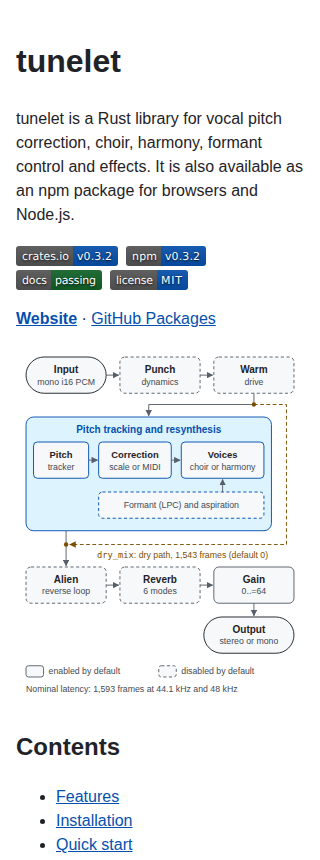 tunelet
tunelet is a Rust library for vocal pitch
correction, choir, harmony, formant
control and effects. It is also available as
an npm package for browsers and
Node.js.
crates.io v0.3.2 npm v0.3.2
docs passing license MIT
Website · GitHub Packages
Input Punch Warm
mono i16 PCM dynamics drive
Pitch tracking and resynthesis
Pitch Correction Voices
tracker scale or MIDI choir or harmony
Formant (LPC) and aspiration
dry_mix: dry path, 1,543 frames (default 0)
Alien Reverb Gain
reverse loop 6 modes 0..=64
Output
stereo or mono
enabled by default disabled by default
Nominal latency: 1,593 frames at 44.1 kHz and 48 kHz
Contents
• Features
• Installation
• Quick start